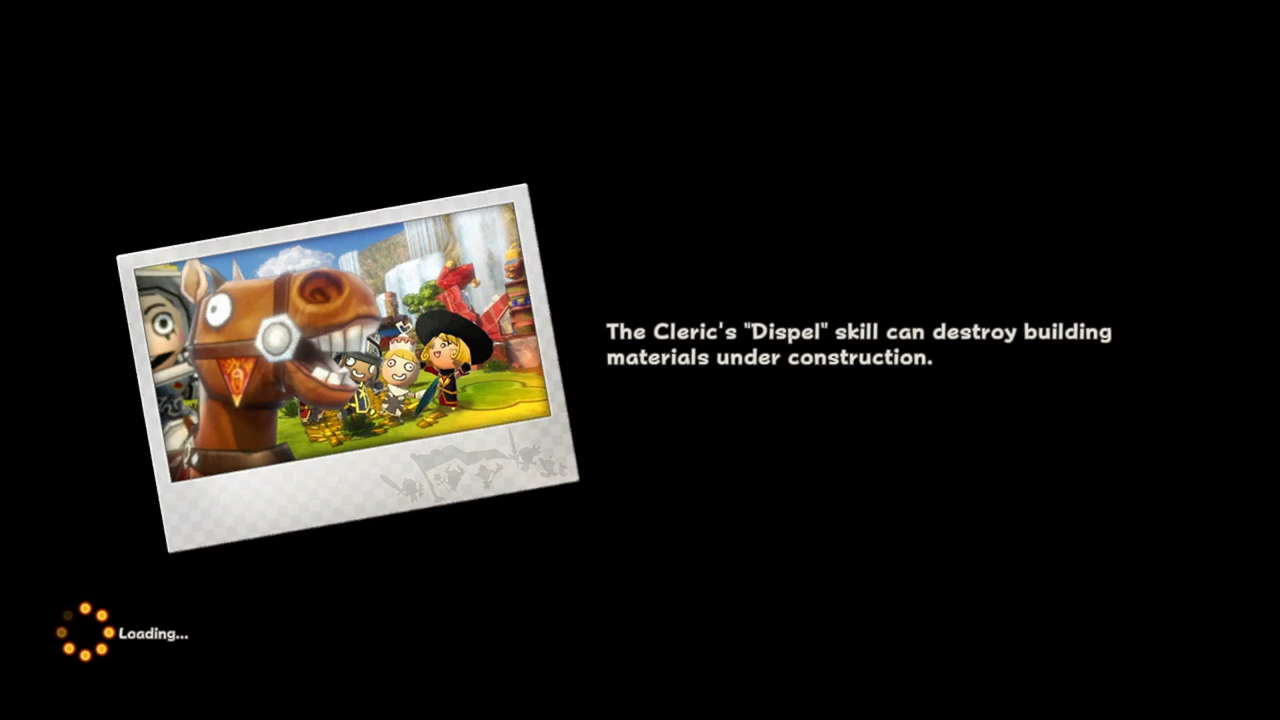 The Cleric's "Dispel" skill can destroy building
materials under construction.
Loading...